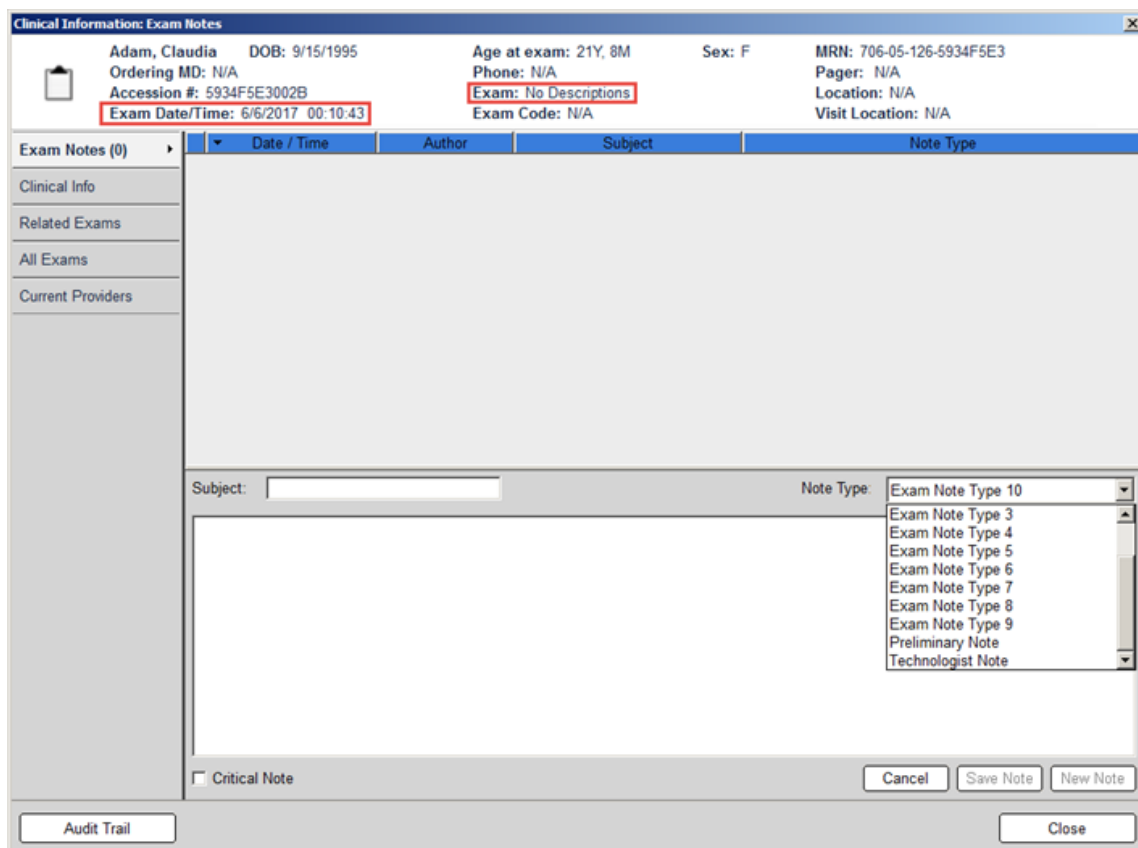 Clinical Information: Exam Notes
Adam, Claudia DOB: 9/15/1995 Age at exam: 21Y, 8M Sex: F MRN: 706-05-126-5934F5E3
Ordering MD: N/A Phone: N/A Pager: N/A
Accession #: 5934F5E3002B Exam: No Descriptions Location: N/A
Exam Date/Time: 6/6/2017 00:10:43 Exam Code: N/A Visit Location: N/A
Exam Notes (0) Date / Time Author Subject Note Type
Clinical Info
Related Exams
All Exams
Current Providers
Subject: Note Type: Exam Note Type 10
Exam Note Type 3
Exam Note Type 4
Exam Note Type 5
Exam Note Type 6
Exam Note Type 7
Exam Note Type 8
Exam Note Type 9
Preliminary Note
Technologist Note
Critical Note Cancel Save Note New Note
Audit Trail Close